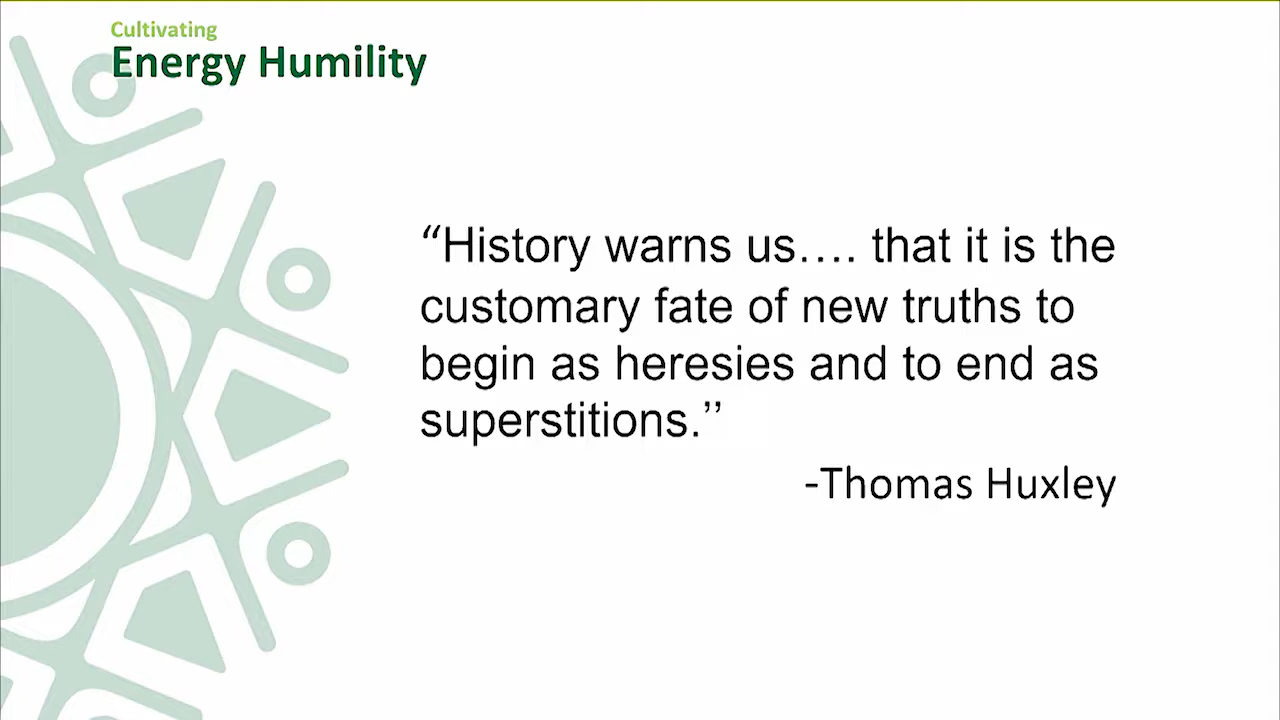 Cultivating
Energy Humility
“History warns us…. that it is the
customary fate of new truths to
begin as heresies and to end as
superstitions.”
-Thomas Huxley